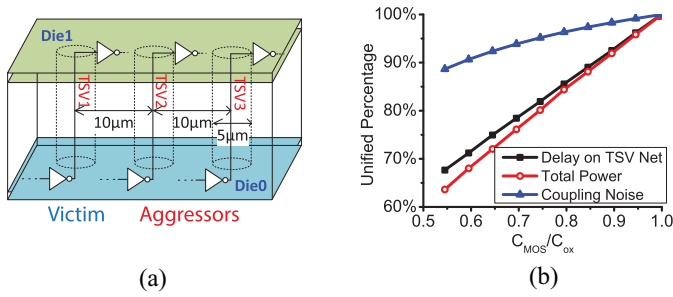 Die1
TSV1
TSV2
TSV3
10μm
10μm
5μm
Die0
Victim
Aggressors
(a)
Unified Percentage
100%
90%
80%
70%
60%
Delay on TSV Net
Total Power
Coupling Noise
0.5
0.6
0.7
0.8
0.9
1.0
CMOS/Cox
(b)